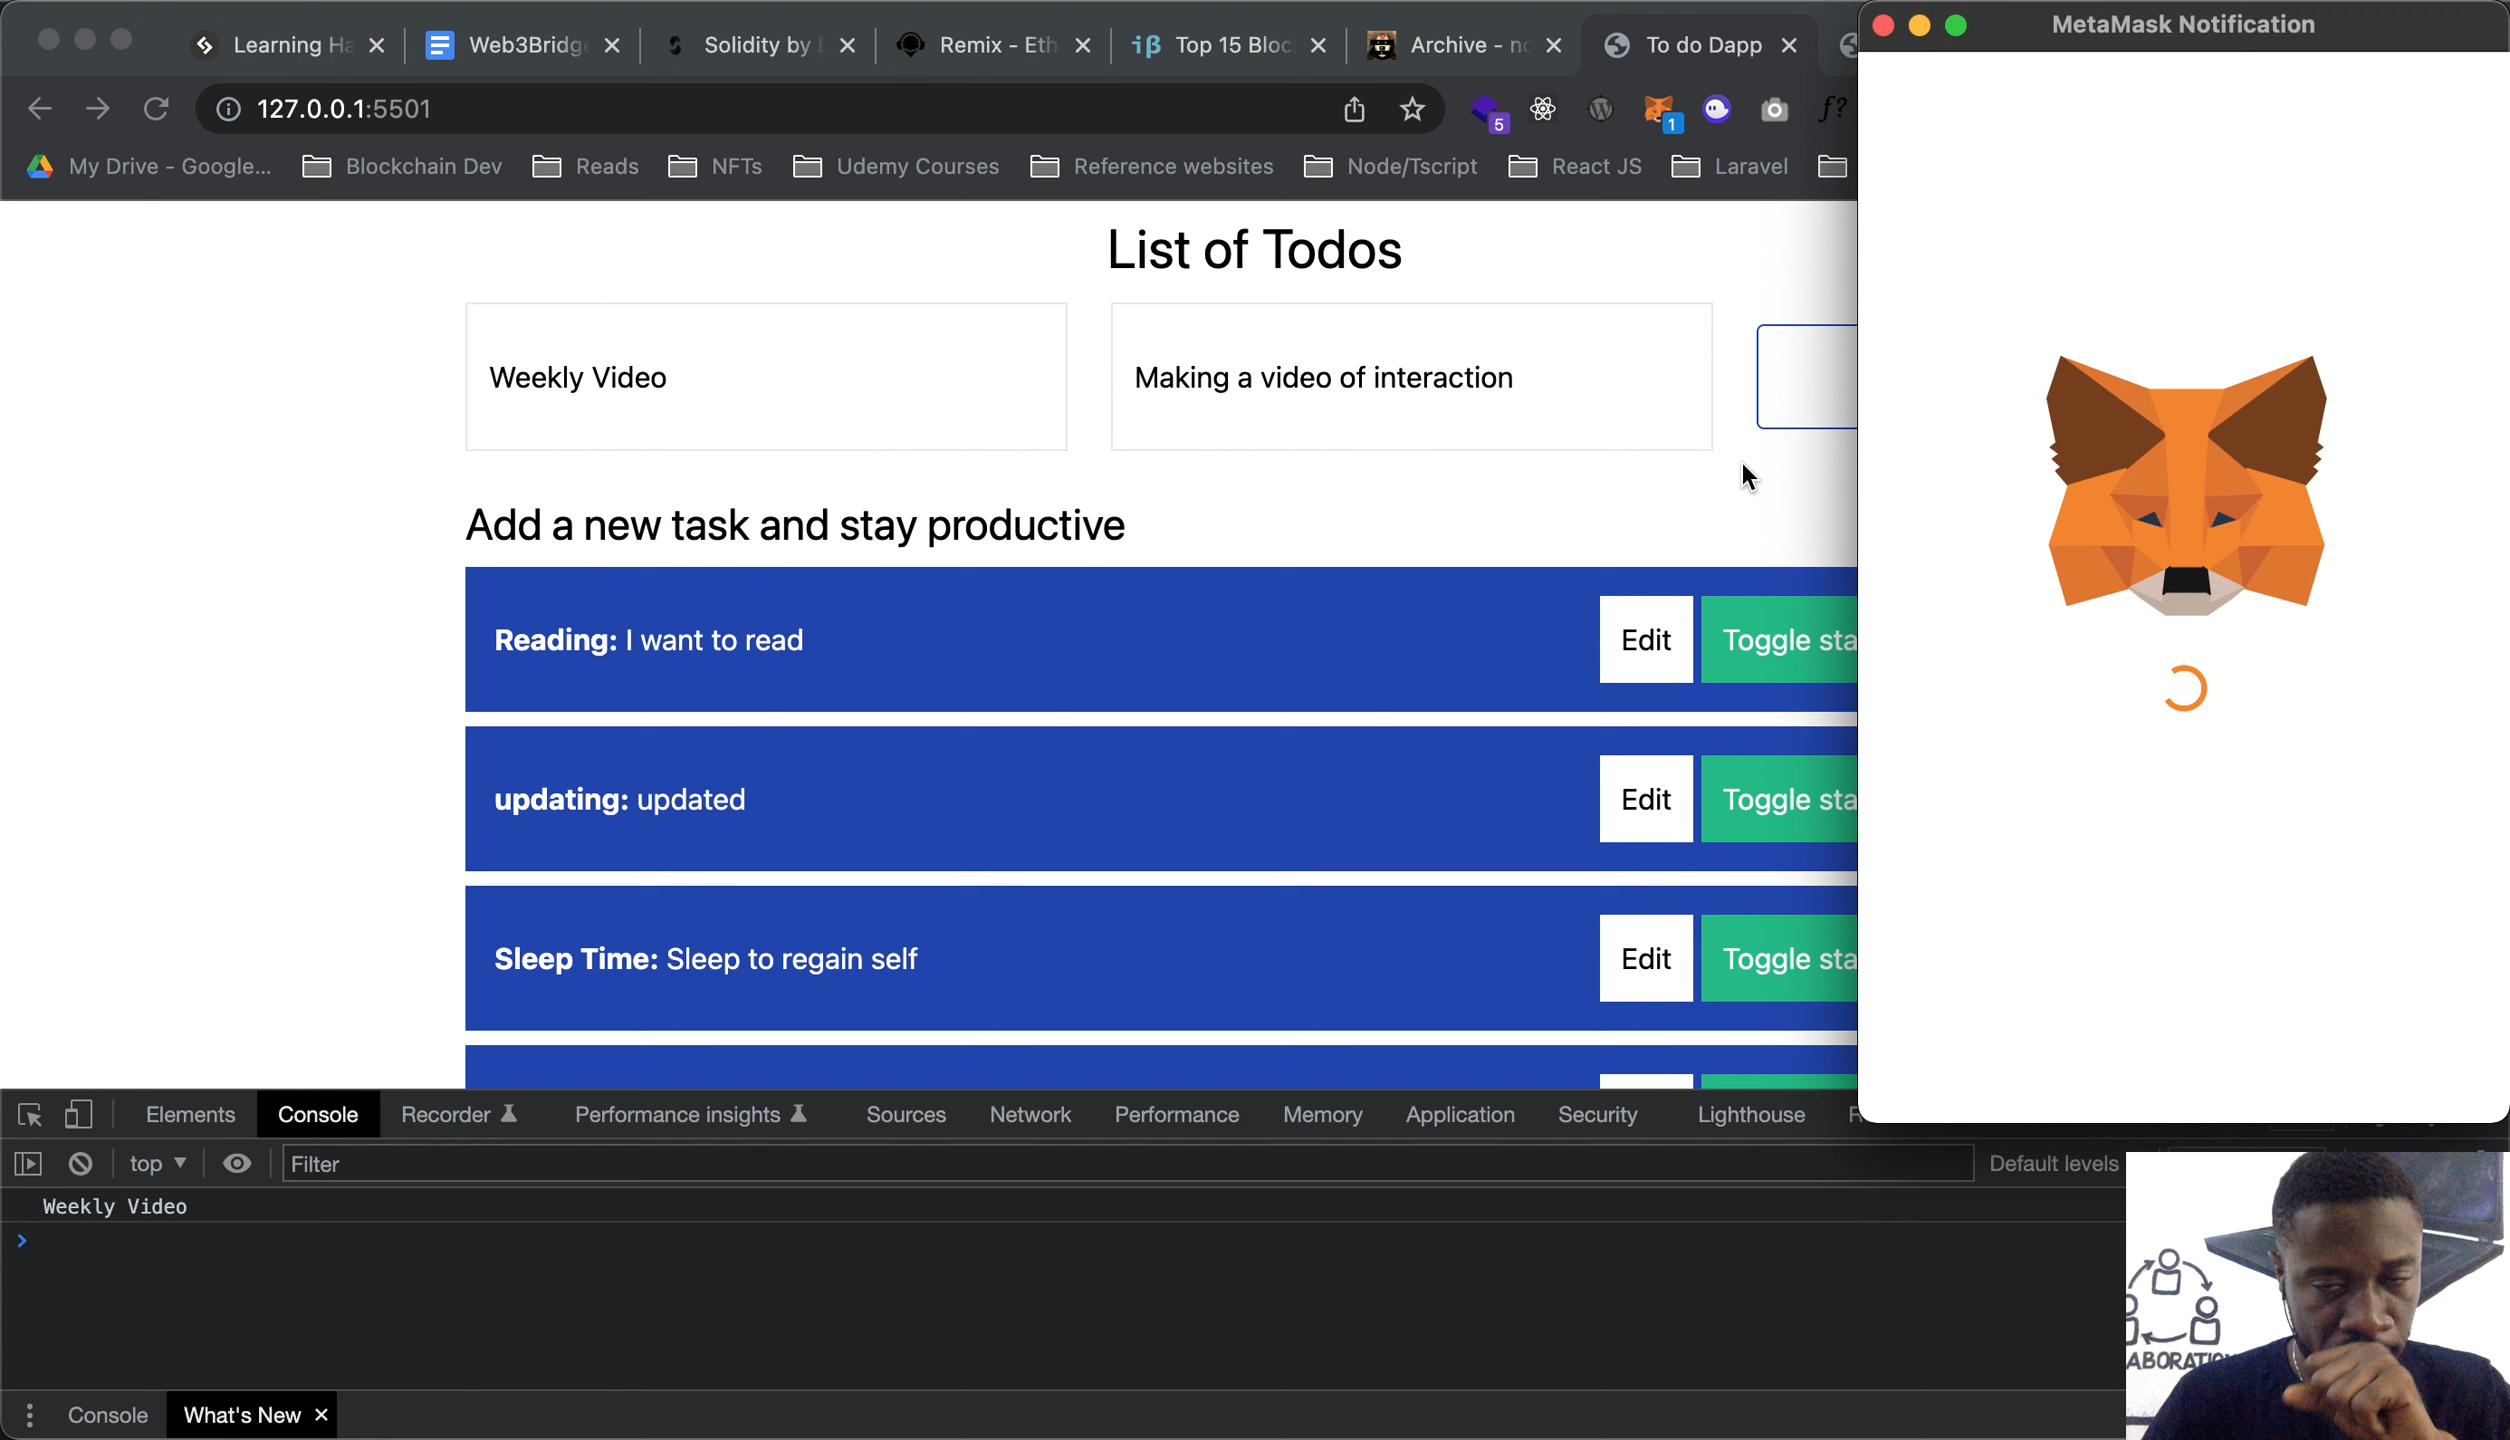 Learning Ha
Web3Bridge
Solidity by E
Remix - Eth
Top 15 Bloc
Archive - no
To do Dapp
MetaMask Notification
127.0.0.1:5501
5
1
f?
My Drive - Google...
Blockchain Dev
Reads
NFTs
Udemy Courses
Reference websites
Node/Tscript
React JS
Laravel
List of Todos
Weekly Video
Making a video of interaction
Add a new task and stay productive
Reading: I want to read
Edit
Toggle sta
updating: updated
Edit
Toggle sta
Sleep Time: Sleep to regain self
Edit
Toggle sta
Elements
Console
Recorder
Performance insights
Sources
Network
Performance
Memory
Application
Security
Lighthouse
top
Filter
Default levels
Weekly Video
Console
What's New